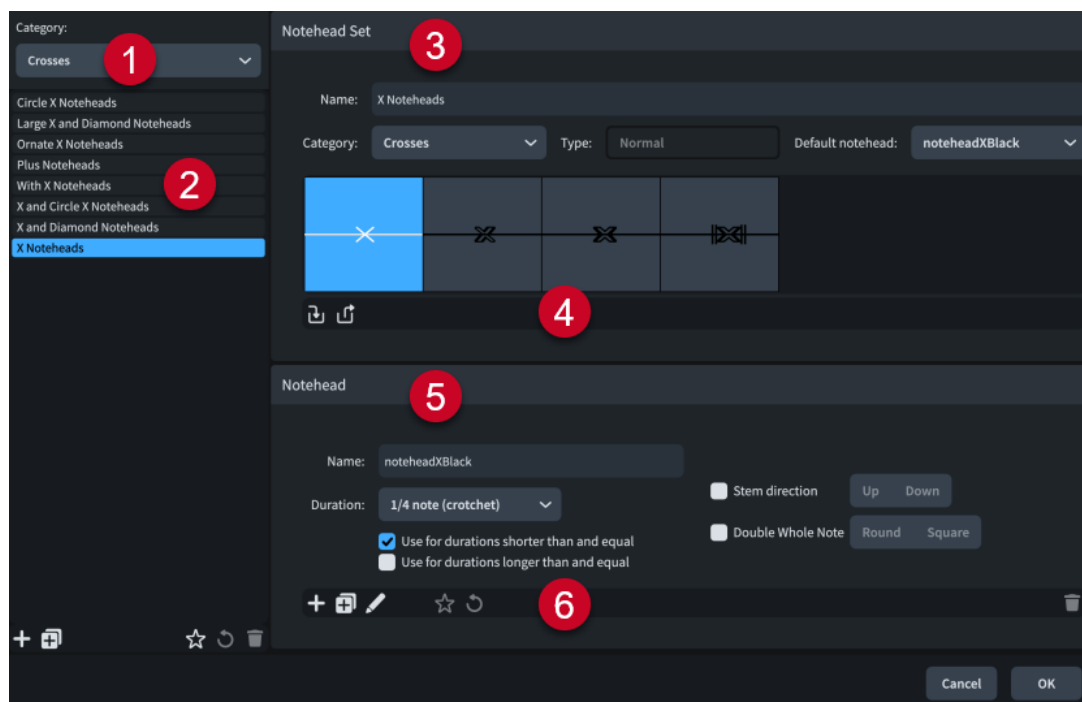 Category:
Crosses
1
Circle X Noteheads
Large X and Diamond Noteheads
Ornate X Noteheads
Plus Noteheads
With X Noteheads
X and Circle X Noteheads
X and Diamond Noteheads
X Noteheads
2
Notehead Set
3
Name: X Noteheads
Category: Crosses Type: Normal Default notehead: noteheadXBlack
4
Notehead
5
Name: noteheadXBlack
Duration: 1/4 note (crotchet)
Use for durations shorter than and equal
Use for durations longer than and equal
Stem direction Up Down
Double Whole Note Round Square
6
Cancel OK